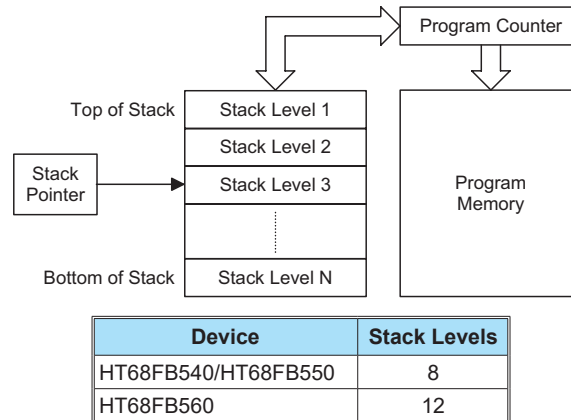 Program Counter
Top of Stack
Stack Level 1
Stack Level 2
Stack Pointer
Stack Level 3
Program Memory
Bottom of Stack
Stack Level N
Device Stack Levels
HT68FB540/HT68FB550 8
HT68FB560 12